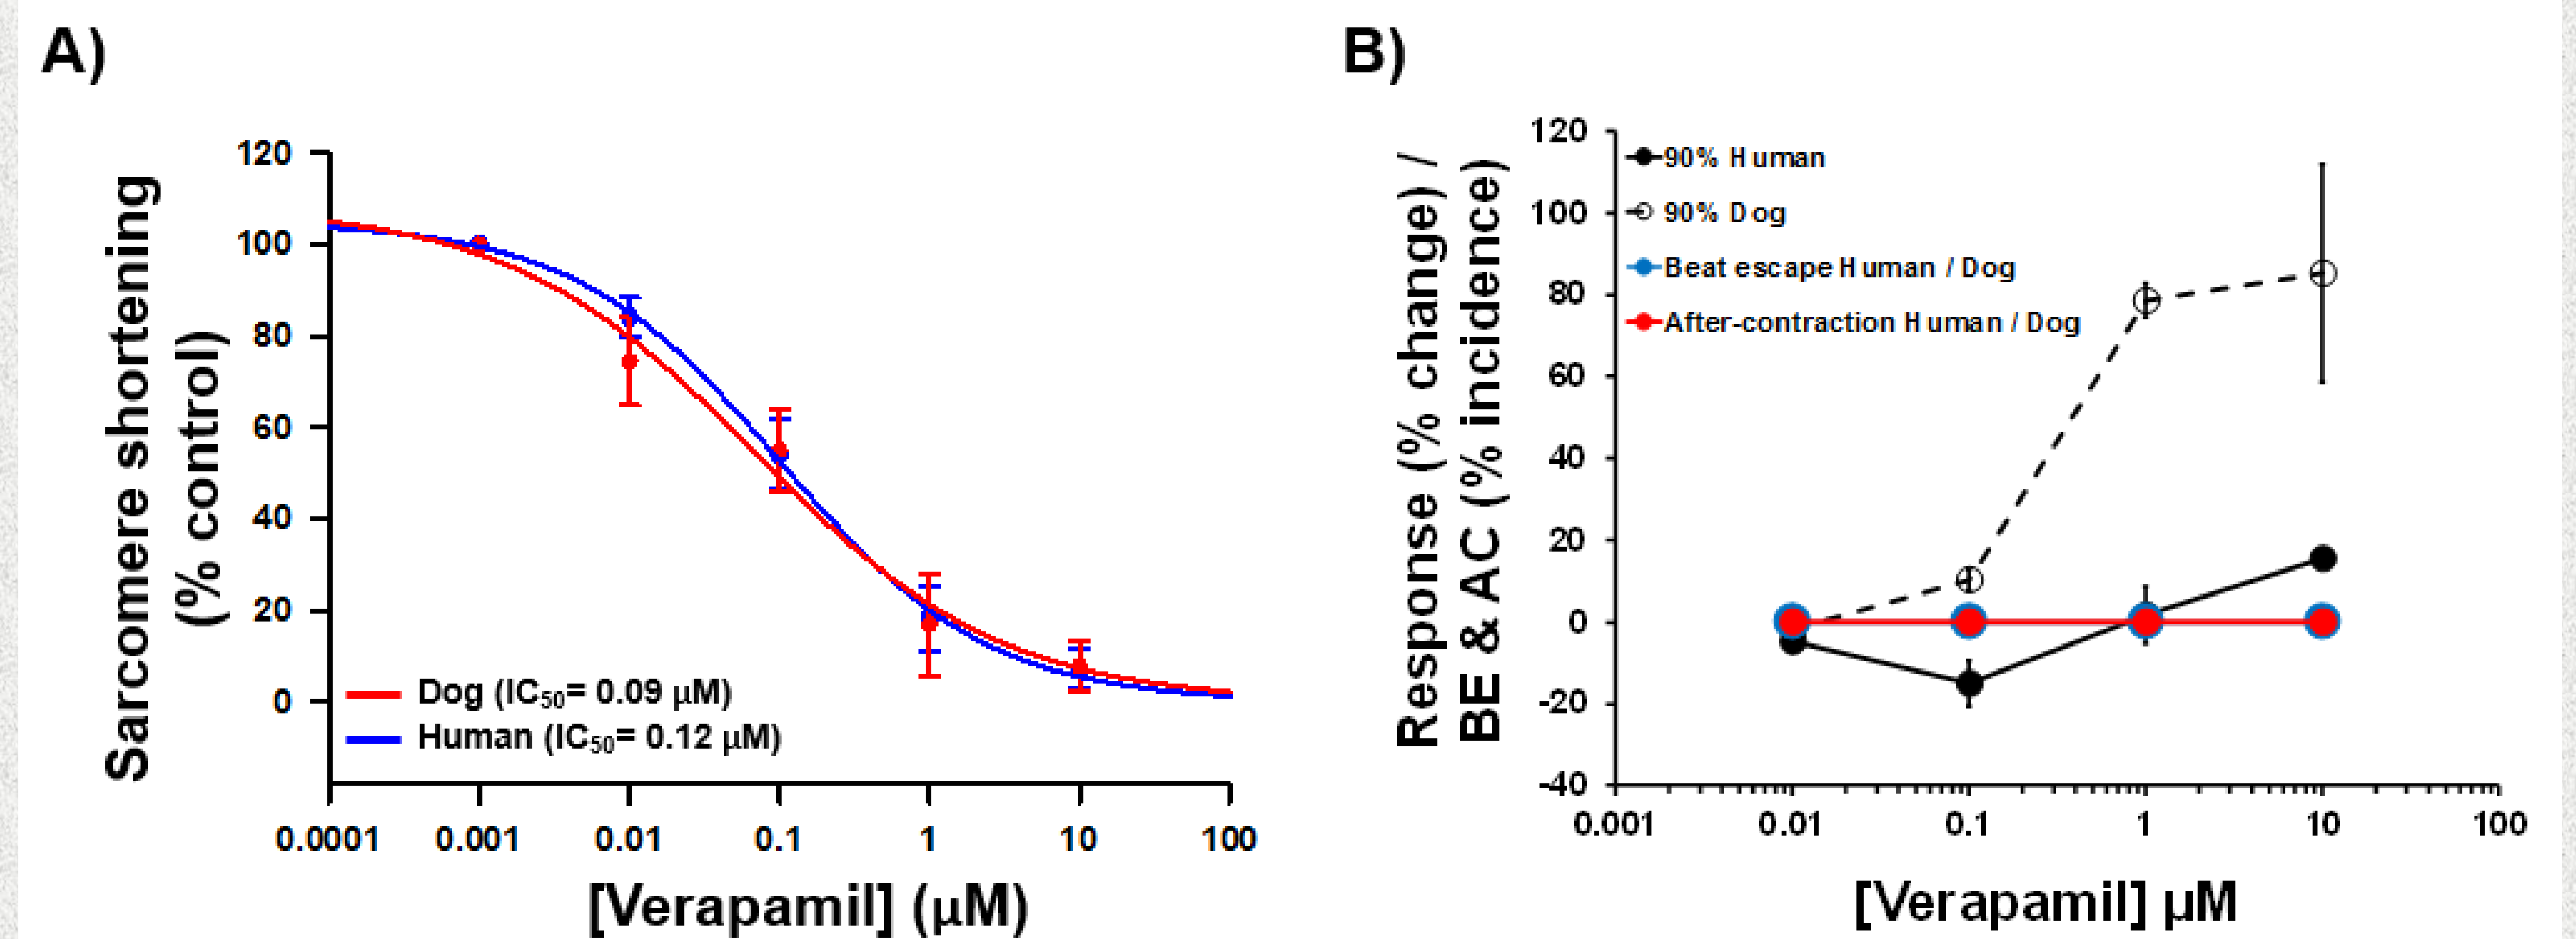 A)
Sarcomere shortening
(% control)
120
100
80
60
40
20
0
Dog (IC₅₀= 0.09 µM)
Human (IC₅₀= 0.12 µM)
0.0001 0.001 0.01 0.1 1 10 100
[Verapamil] (µM)
B)
Response (% change) /
BE & AC (% incidence)
120
100
80
60
40
20
0
-20
-40
90% Human
90% Dog
Beat escape Human / Dog
After-contraction Human / Dog
0.001 0.01 0.1 1 10 100
[Verapamil] µM